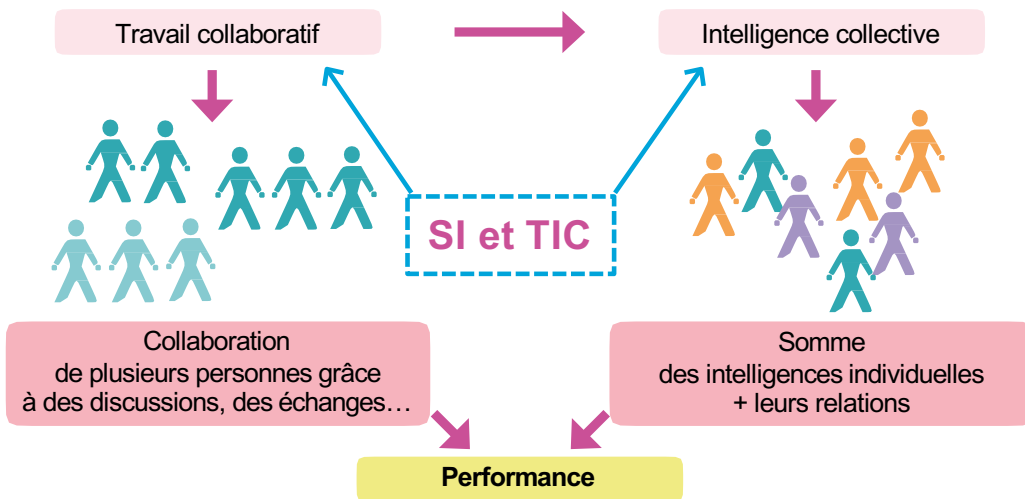 Travail collaboratif
Intelligence collective
SI et TIC
Collaboration
de plusieurs personnes grâce
à des discussions, des échanges…
Somme
des intelligences individuelles
+ leurs relations
Performance